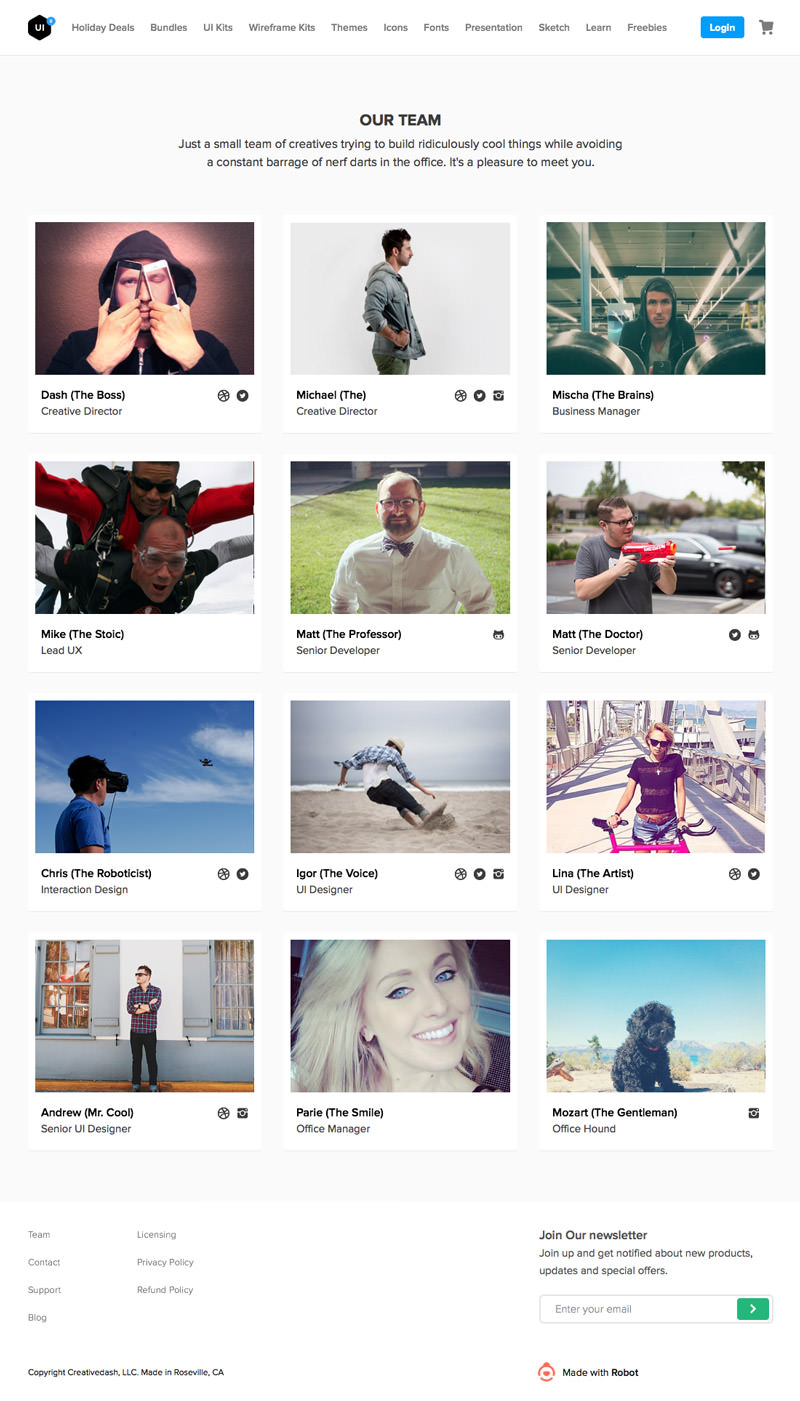 UI
Holiday Deals Bundles UI Kits Wireframe Kits Themes Icons Fonts Presentation Sketch Learn Freebies Login
OUR TEAM
Just a small team of creatives trying to build ridiculously cool things while avoiding
a constant barrage of nerf darts in the office. It's a pleasure to meet you.
Dash (The Boss)
Creative Director
Michael (The)
Creative Director
Mischa (The Brains)
Business Manager
Mike (The Stoic)
Lead UX
Matt (The Professor)
Senior Developer
Matt (The Doctor)
Senior Developer
Chris (The Roboticist)
Interaction Design
Igor (The Voice)
UI Designer
Lina (The Artist)
UI Designer
Andrew (Mr. Cool)
Senior UI Designer
Parie (The Smile)
Office Manager
Mozart (The Gentleman)
Office Hound
Team
Contact
Support
Blog
Licensing
Privacy Policy
Refund Policy
Join Our newsletter
Join up and get notified about new products,
updates and special offers.
Enter your email
Copyright Creativedash, LLC. Made in Roseville, CA
Made with Robot